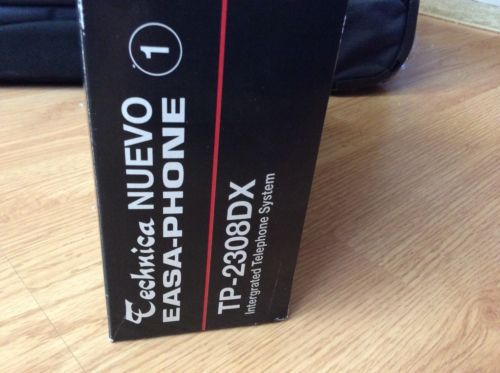 Technica NUEVO
EASA-PHONE
1
TP-2308DX
Intergrated Telephone System